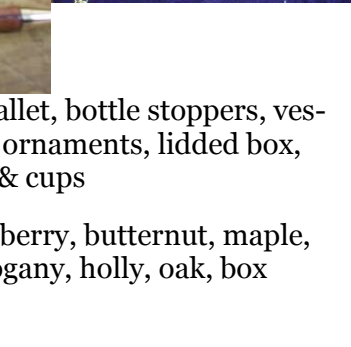 allet, bottle stoppers, ves-
ornaments, lidded box,
& cups
berry, butternut, maple,
ogany, holly, oak, box